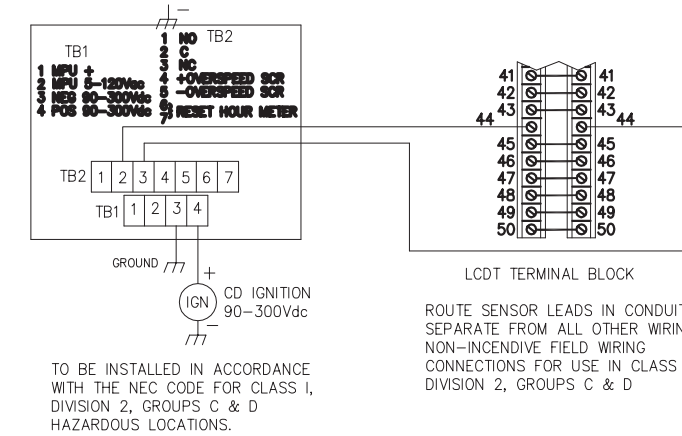 TB1
1 MPU +
2 MPU 5-120Vac
3 NEG 90-300Vdc
4 POS 90-300Vdc
TB2
1 NO
2 C
3 NC
4 +OVERSPEED SCR
5 -OVERSPEED SCR
6
7 RESET HOUR METER
TB2 1 2 3 4 5 6 7
TB1 1 2 3 4
GROUND
+
IGN
CD IGNITION
90-300Vdc
TO BE INSTALLED IN ACCORDANCE
WITH THE NEC CODE FOR CLASS I,
DIVISION 2, GROUPS C & D
HAZARDOUS LOCATIONS.
41 41
42 42
43 43
44 44
45 45
46 46
47 47
48 48
49 49
50 50
LCDT TERMINAL BLOCK
ROUTE SENSOR LEADS IN CONDUIT
SEPARATE FROM ALL OTHER WIRIN
NON-INCENDIVE FIELD WIRING
CONNECTIONS FOR USE IN CLASS
DIVISION 2, GROUPS C & D